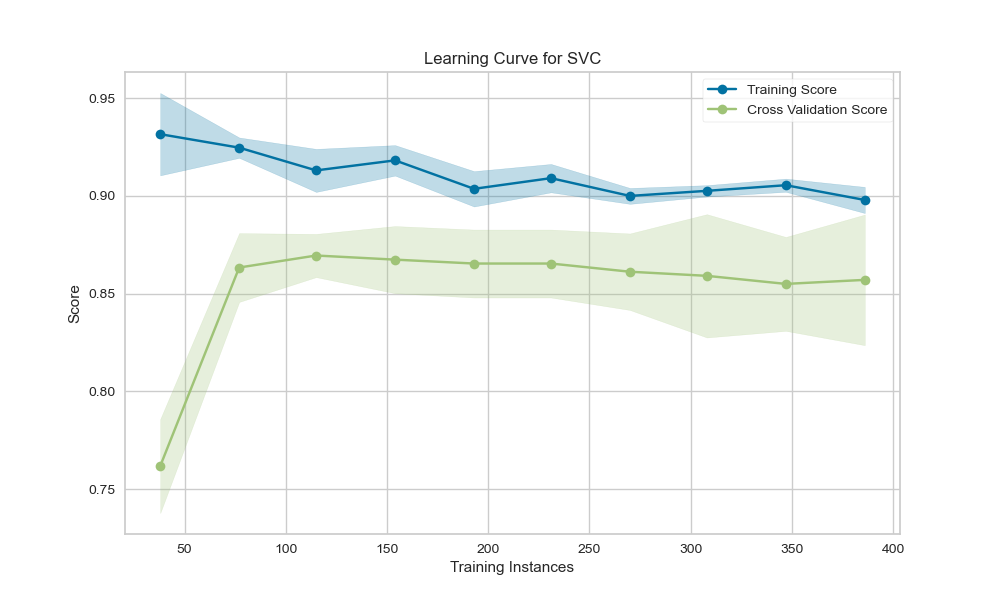 Learning Curve for SVC
Training Score
Cross Validation Score
0.95
0.90
0.85
0.80
0.75
Score
50 100 150 200 250 300 350 400
Training Instances